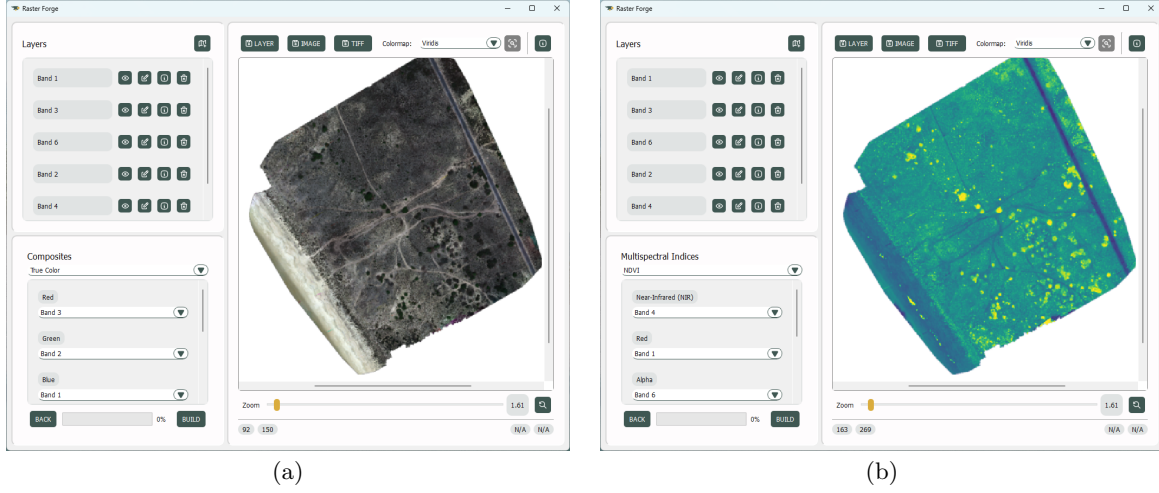 Raster Forge
Layers
LAYER IMAGE TIFF Colormap: Viridis
Band 1
Band 3
Band 6
Band 2
Band 4
Composites
True Color
Red
Band 3
Green
Band 2
Blue
Band 1
BACK 0% BUILD
Zoom 1.61
92 150 N/A N/A
(a)
Raster Forge
Layers
LAYER IMAGE TIFF Colormap: Viridis
Band 1
Band 3
Band 6
Band 2
Band 4
Multispectral Indices
NDVI
Near-Infrared (NIR)
Band 4
Red
Band 1
Alpha
Band 6
BACK 0% BUILD
Zoom 1.61
163 269 N/A N/A
(b)